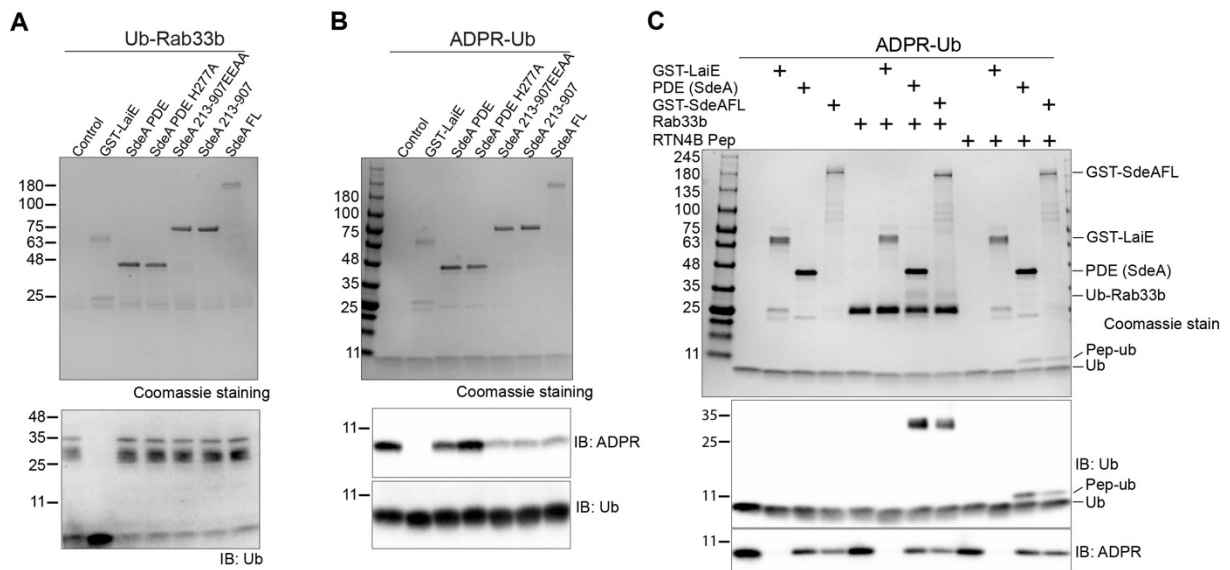 A
Ub-Rab33b
Control
GST-LaiE
SdeA PDE
SdeA PDE H277A
SdeA 213-907EEAA
SdeA 213-907
SdeA FL
180
100
75
63
48
25
Coomassie staining
48
35
25
11
IB: Ub
B
ADPR-Ub
Control
GST-LaiE
SdeA PDE
SdeA PDE H277A
SdeA 213-907EEAA
SdeA 213-907
SdeA FL
180
100
75
63
48
35
25
11
Coomassie staining
11
IB: ADPR
11
IB: Ub
C
ADPR-Ub
GST-LaiE + + +
PDE (SdeA) + + +
GST-SdeAFL + + +
Rab33b + + + +
RTN4B Pep + + + +
245
180
135
100
75
63
48
35
25
11
GST-SdeAFL
GST-LaiE
PDE (SdeA)
Ub-Rab33b
Coomassie stain
Pep-ub
Ub
35
25
11
IB: Ub
Pep-ub
Ub
11
IB: ADPR